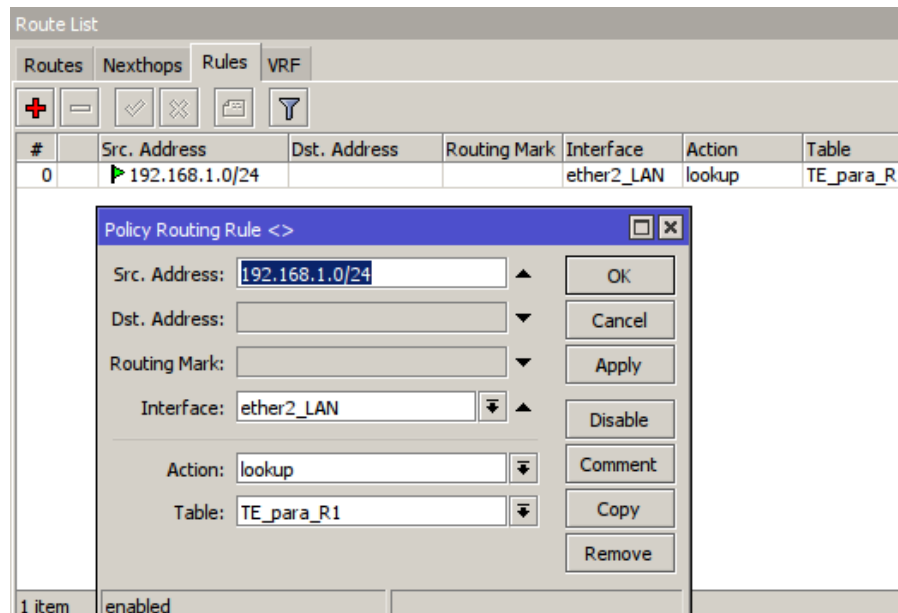 Route List
Routes Nexthops Rules VRF
# Src. Address Dst. Address Routing Mark Interface Action Table
0 192.168.1.0/24 ether2_LAN lookup TE_para_R
Policy Routing Rule <>
Src. Address: 192.168.1.0/24 OK
Dst. Address: Cancel
Routing Mark: Apply
Interface: ether2_LAN
Disable
Action: lookup Comment
Table: TE_para_R1 Copy
Remove
1 item enabled